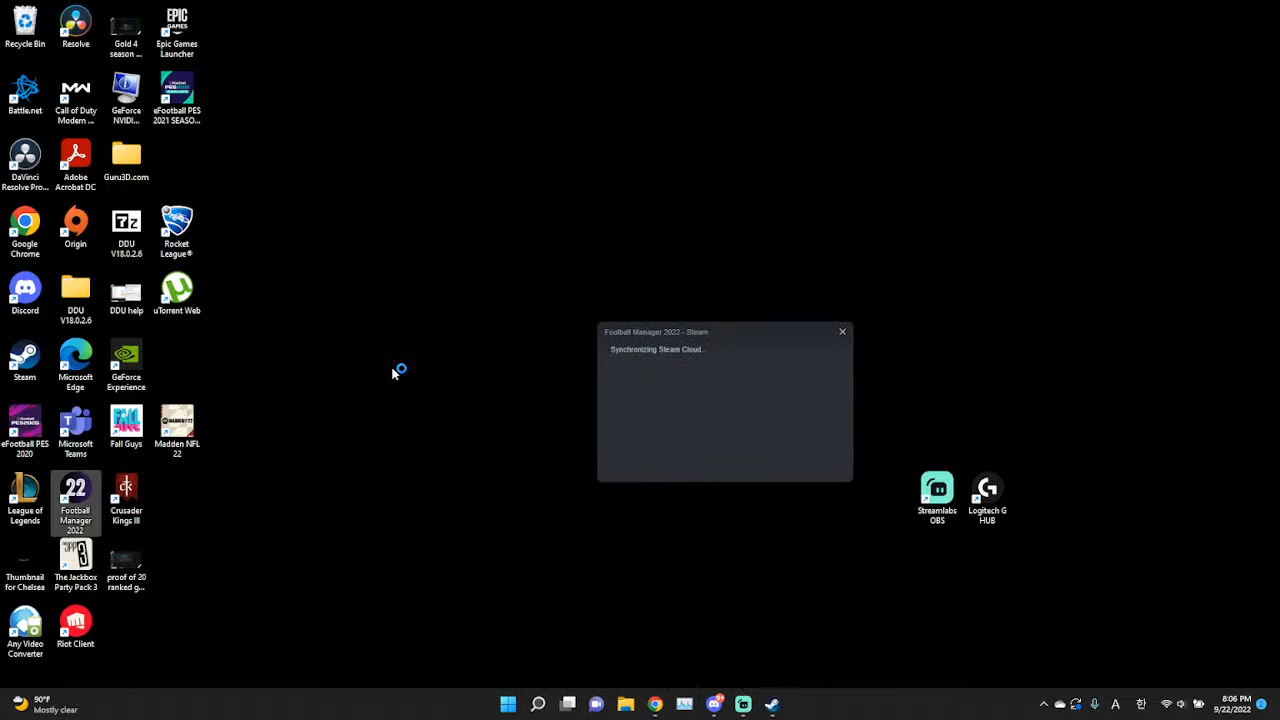 Recycle Bin
Resolve
Gold 4
season ...
EPIC
GAMES
Epic Games
Launcher
Battle.net
Call of Duty
Modern ...
GeForce
NVIDI...
eFootball PES
2021 SEASO...
DaVinci
Resolve Pro...
Adobe
Acrobat DC
Guru3D.com
Google
Chrome
Origin
7z
DDU
V18.0.2.6
Rocket
League®
Discord
DDU
V18.0.2.6
DDU help
uTorrent Web
Steam
Microsoft
Edge
GeForce
Experience
eFootball PES
2020
Microsoft
Teams
FALL
Fall Guys
Madden NFL
22
League of
Legends
22
Football
Manager
2022
Crusader
Kings III
Thumbnail
for Chelsea
The Jackbox
Party Pack 3
proof of 20
ranked g...
Any Video
Converter
Riot Client
Football Manager 2022 - Steam
Synchronizing Steam Cloud..
Streamlabs
OBS
Logitech G
HUB
90°F
Mostly clear
9+
A
한
8:06 PM
9/22/2022
2